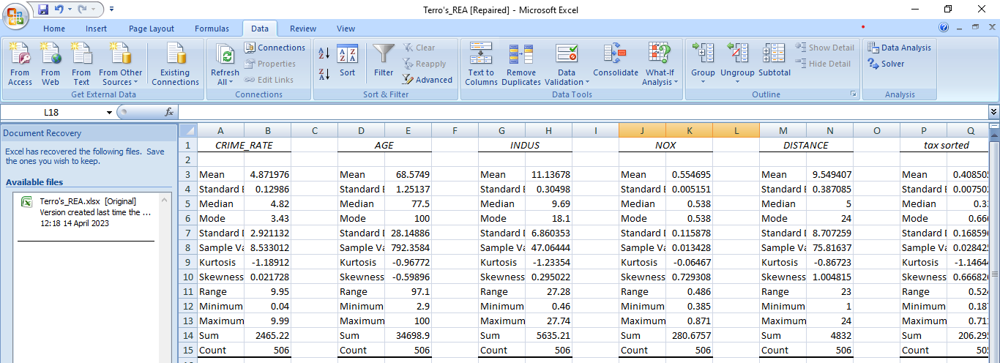 Terro's_REA [Repaired] - Microsoft Excel
Home Insert Page Layout Formulas Data Review View
From Access From Web From Text From Other Sources Existing Connections
Get External Data
Refresh All Connections Properties Edit Links
Connections
Sort Filter Clear Reapply Advanced
Sort & Filter
Text to Columns Remove Duplicates Data Validation Consolidate What-If Analysis
Data Tools
Group Ungroup Subtotal Show Detail Hide Detail
Outline
Data Analysis Solver
Analysis
L18 fx
Document Recovery
Excel has recovered the following files. Save
the ones you wish to keep.
Available files
Terro's_REA.xlsx [Original]
Version created last time the ...
12:18 14 April 2023
A B C D E F G H I J K L M N O P Q
1 CRIME_RATE AGE INDUS NOX DISTANCE tax sorted
2
3 Mean 4.871976 Mean 68.5749 Mean 11.13678 Mean 0.554695 Mean 9.549407 Mean 0.40850
4 Standard 0.12986 Standard 1.25137 Standard 0.30498 Standard 0.005151 Standard 0.387085 Standard 0.00750
5 Median 4.82 Median 77.5 Median 9.69 Median 0.538 Median 5 Median 0.3
6 Mode 3.43 Mode 100 Mode 18.1 Mode 0.538 Mode 24 Mode 0.66
7 Standard 2.921132 Standard 28.14886 Standard 6.860353 Standard 0.115878 Standard 8.707259 Standard 0.16859
8 Sample 8.533012 Sample 792.3584 Sample 47.06444 Sample 0.013428 Sample 75.81637 Sample 0.02842
9 Kurtosis -1.18912 Kurtosis -0.96772 Kurtosis -1.23354 Kurtosis -0.06467 Kurtosis -0.86723 Kurtosis -1.1464
10 Skewness 0.021728 Skewness -0.59896 Skewness 0.295022 Skewness 0.729308 Skewness 1.004815 Skewness 0.66682
11 Range 9.95 Range 97.1 Range 27.28 Range 0.486 Range 23 Range 0.52
12 Minimum 0.04 Minimum 2.9 Minimum 0.46 Minimum 0.385 Minimum 1 Minimum 0.18
13 Maximum 9.99 Maximum 100 Maximum 27.74 Maximum 0.871 Maximum 24 Maximum 0.71
14 Sum 2465.22 Sum 34698.9 Sum 5635.21 Sum 280.6757 Sum 4832 Sum 206.29
15 Count 506 Count 506 Count 506 Count 506 Count 506 Count 50